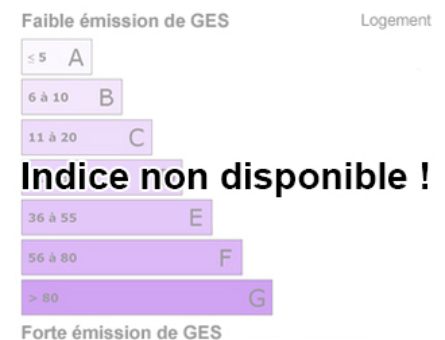 Faible émission de GES
Logement
≤ 5 A
6 à 10 B
11 à 20 C
Indice non disponible !
36 à 55 E
56 à 80 F
> 80 G
Forte émission de GES